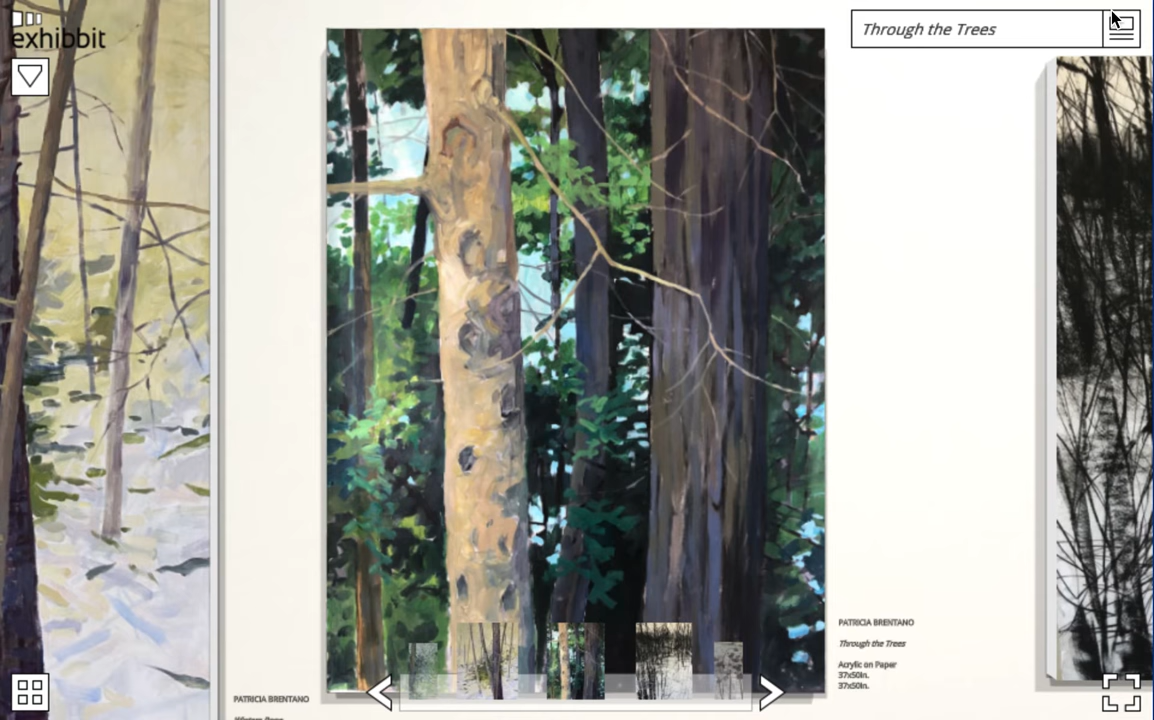 exhibbit
Through the Trees
PATRICIA BRENTANO
Through the Trees
Acrylic on Paper
37x50in.
37x50in.
PATRICIA BRENTANO